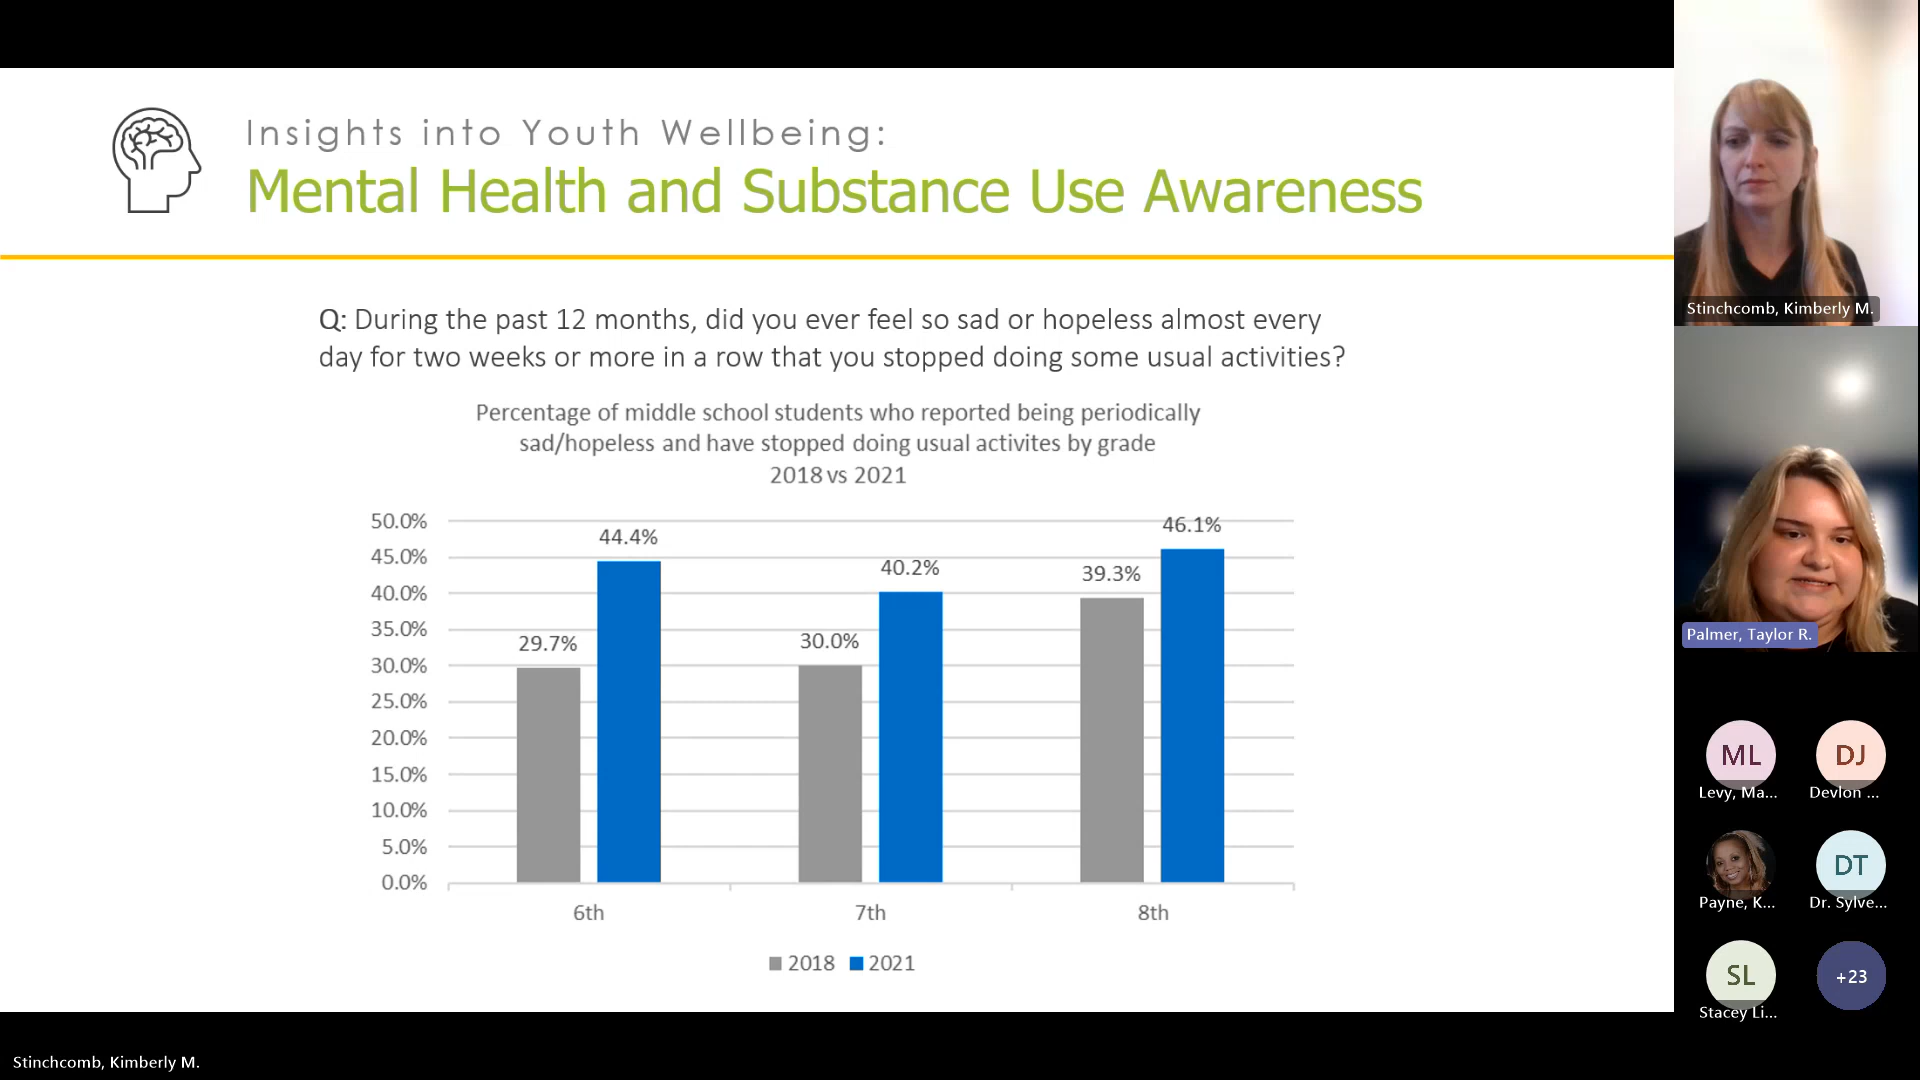 Insights into Youth Wellbeing:
Mental Health and Substance Use Awareness
Q: During the past 12 months, did you ever feel so sad or hopeless almost every
day for two weeks or more in a row that you stopped doing some usual activities?
Percentage of middle school students who reported being periodically
sad/hopeless and have stopped doing usual activites by grade
2018 vs 2021
50.0%
45.0%
40.0%
35.0%
30.0%
25.0%
20.0%
15.0%
10.0%
5.0%
0.0%
29.7%
44.4%
30.0%
40.2%
39.3%
46.1%
6th
7th
8th
2018
2021
Stinchcomb, Kimberly M.
Palmer, Taylor R.
ML
Levy, Ma...
DJ
Devlon ...
Payne, K...
DT
Dr. Sylve...
SL
Stacey Li...
+23
Stinchcomb, Kimberly M.